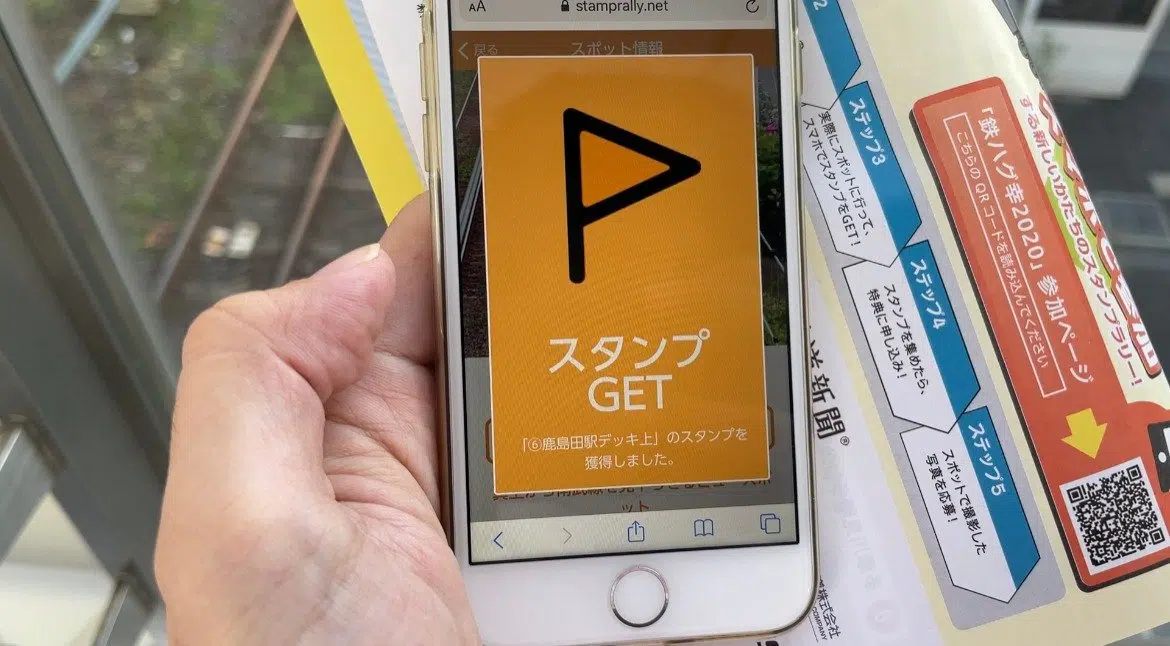 AA
stamprally.net
戻る
スポット情報
スタンプ
GET
「⑥鹿島田駅デッキ上」のスタンプを
獲得しました。
ステップ3
実際にスポットに行って、
スマホでスタンプをGET！
ステップ4
スタンプを集めたら、
特典に申し込み！
ステップ5
スポットで撮影した
写真を応募！
する新しいかたちのスタンプラリー！
「鉄ハグ幸2020」参加ページ
こちらのQRコードを読み込んでください
新聞®
株式会社
COMPANY